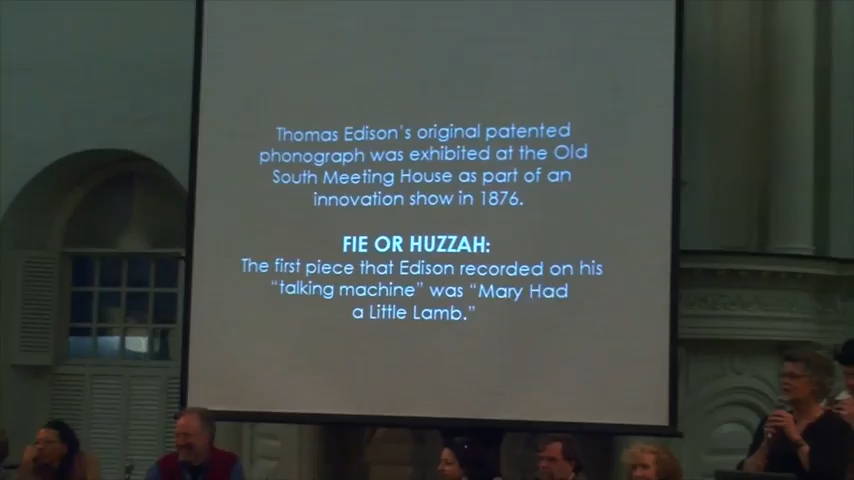 Thomas Edison's original patented
phonograph was exhibited at the Old
South Meeting House as part of an
innovation show in 1876.
FIE OR HUZZAH:
The first piece that Edison recorded on his
"talking machine" was "Mary Had
a Little Lamb."